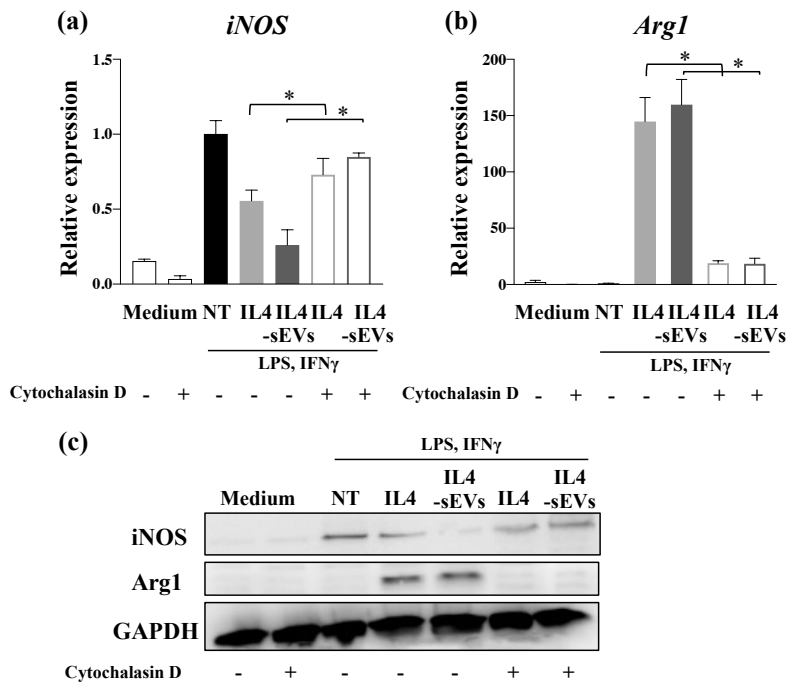 (a)
iNOS
Relative expression
1.5
1.0
0.5
0.0
*
*
Medium NT IL4 IL4 IL4 IL4
-sEVs -sEVs
LPS, IFNγ
Cytochalasin D - + - - - + +
(b)
Arg1
Relative expression
200
150
100
50
0
*
*
Medium NT IL4 IL4 IL4 IL4
-sEVs -sEVs
LPS, IFNγ
Cytochalasin D - + - - - + +
(c)
LPS, IFNγ
Medium NT IL4 IL4 IL4 IL4
-sEVs -sEVs
iNOS
Arg1
GAPDH
Cytochalasin D - + - - - + +